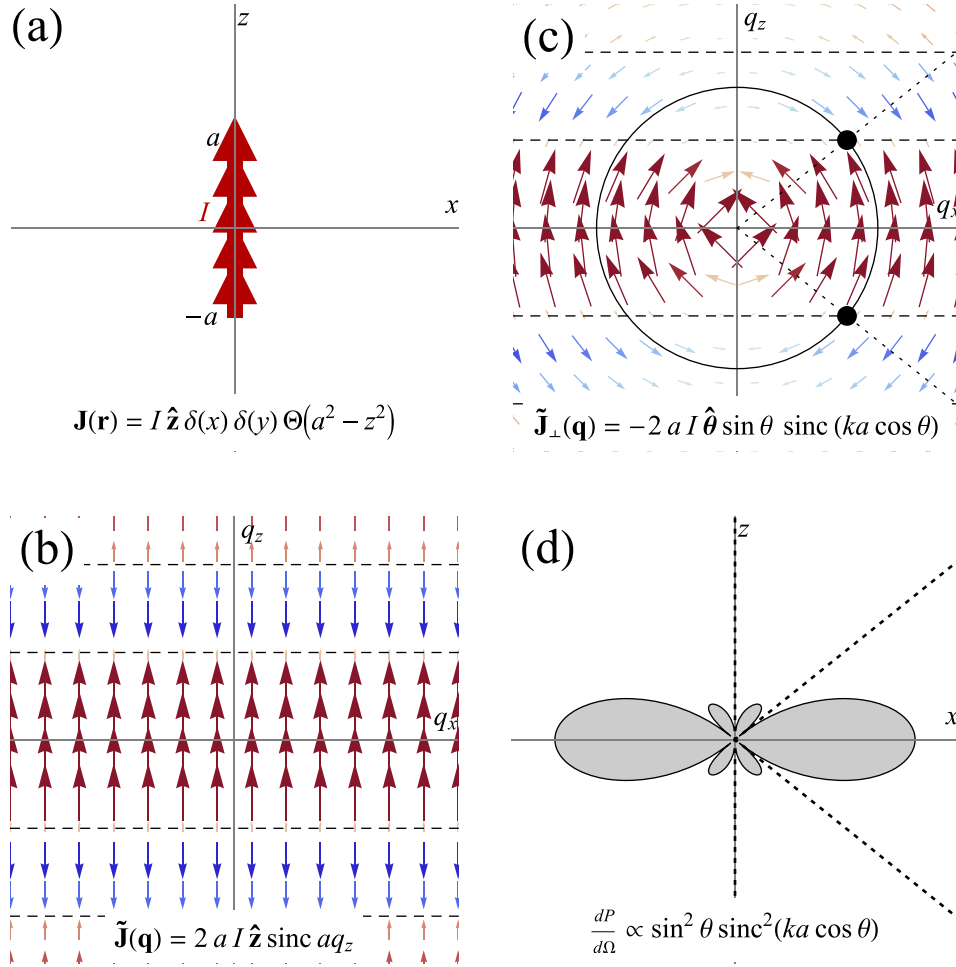 (a)
z
a
I
x
−a
J(r) = I ẑ δ(x) δ(y) Θ(a² − z²)
(c)
q_z
q_x
J̃_⊥(q) = −2 a I θ̂ sin θ sinc (ka cos θ)
(b)
q_z
q_x
J̃(q) = 2 a I ẑ sinc aq_z
(d)
z
x
dP/dΩ ∝ sin² θ sinc²(ka cos θ)